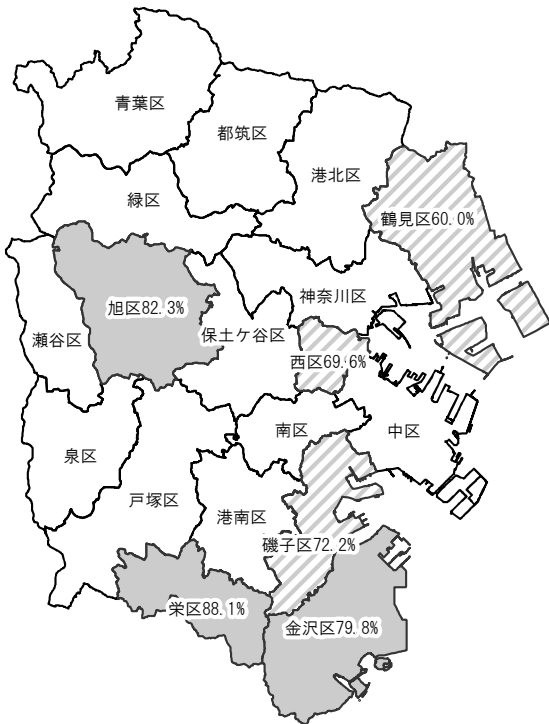 青葉区
都筑区
港北区
緑区
鶴見区60.0%
旭区82.3%
神奈川区
瀬谷区
保土ケ谷区
西区69.6%
泉区
南区
中区
戸塚区
港南区
磯子区72.2%
栄区88.1%
金沢区79.8%